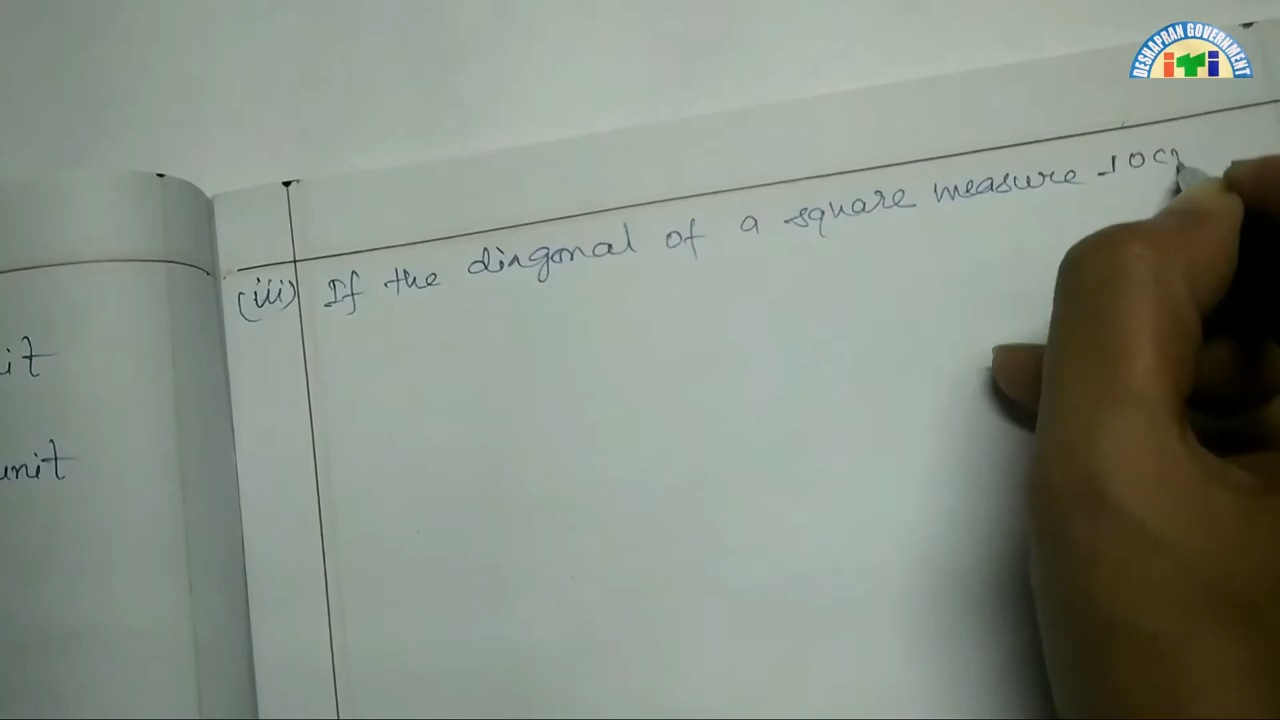 DESHAPRAN GOVERNMENT
iTi
(iii) If the diagonal of a square measure 10c
it
unit